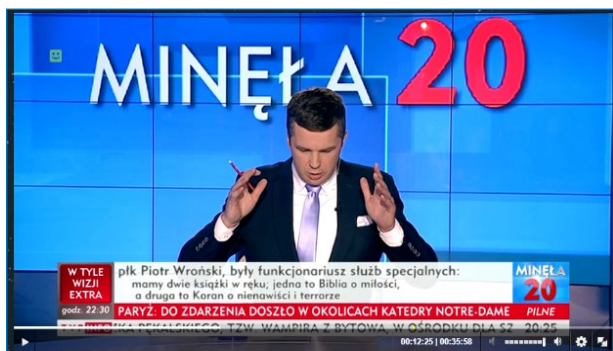 MINĘŁA 20
W TYLE
WIZJI
EXTRA
godz. 22:30
płk Piotr Wroński, były funkcjonariusz służb specjalnych:
mamy dwie książki w ręku; jedna to Biblia o miłości,
a druga to Koran o nienawiści i terrorze
MINĘŁA
20
PARYŻ: DO ZDARZENIA DOSZŁO W OKOLICACH KATEDRY NOTRE-DAME
PILNE
PĘKALSKIEGO, TZW. WAMPIRA Z BYTOWA, W OŚRODKU DLA SZ
20:25
00:12:25 | 00:35:58